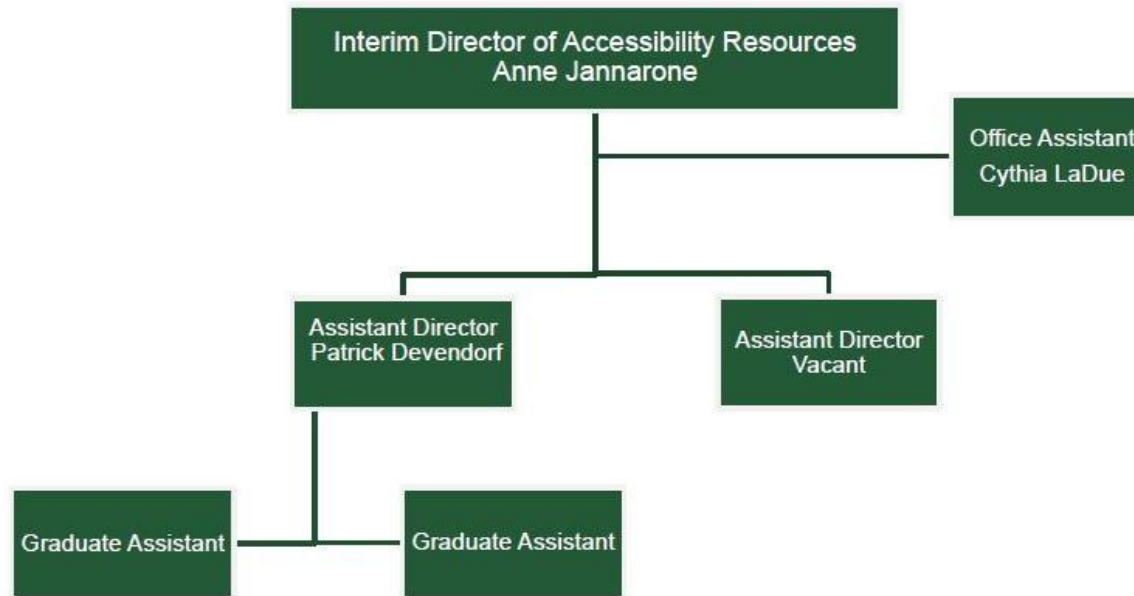 Interim Director of Accessibility Resources
Anne Jannarone
Office Assistant
Cythia LaDue
Assistant Director
Patrick Devendorf
Assistant Director
Vacant
Graduate Assistant
Graduate Assistant